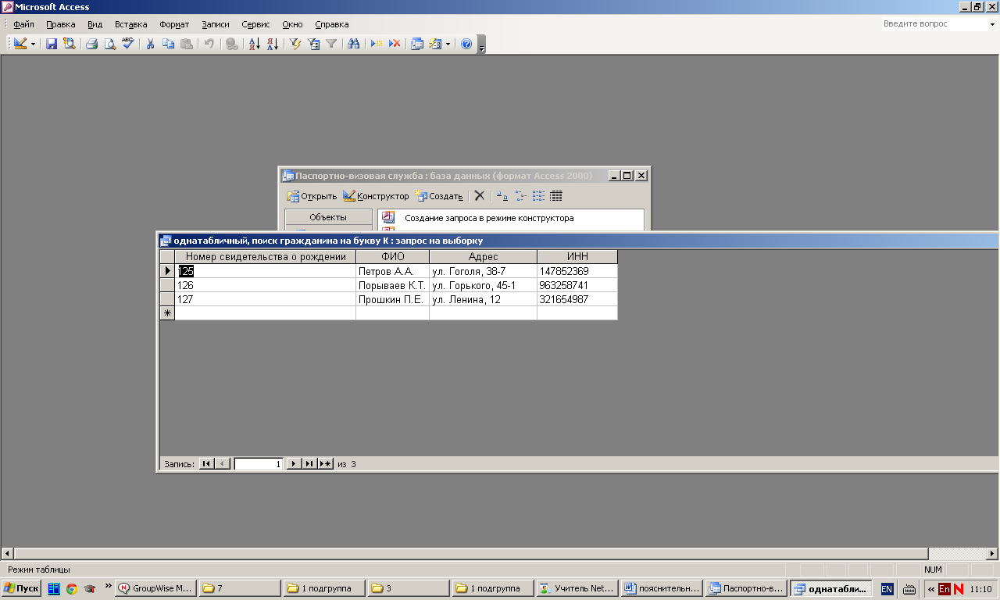 Microsoft Access
Файл Правка Вид Вставка Формат Записи Сервис Окно Справка
Введите вопрос
Паспортно-визовая служба : база данных (формат Access 2000)
Открыть Конструктор Создать
Объекты
Создание запроса в режиме конструктора
однатабличный, поиск гражданина на букву К : запрос на выборку
Номер свидетельства о рождении ФИО Адрес ИНН
125 Петров А.А. ул. Гоголя, 38-7 147852369
126 Порываев К.Т. ул. Горького, 45-1 963258741
127 Прошкин П.Е. ул. Ленина, 12 321654987
Запись: 1 из 3
Режим таблицы
NUM
Пуск » GroupWise M... 7 1 подгруппа 3 1 подгруппа Учитель Net... пояснительн... Паспортно-в... однатабли... EN « En N 11:10